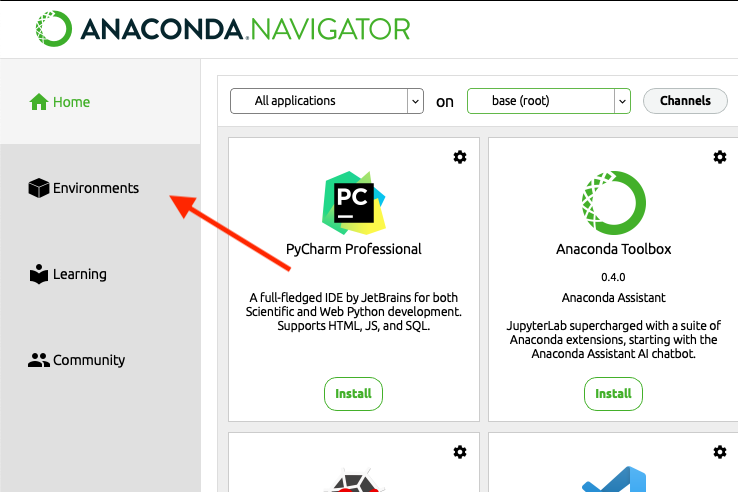 ANACONDA.NAVIGATOR
Home
Environments
Learning
Community
All applications
on
base (root)
Channels
PC
PyCharm Professional
A full-fledged IDE by JetBrains for both
Scientific and Web Python development.
Supports HTML, JS, and SQL.
Install
Anaconda Toolbox
0.4.0
Anaconda Assistant
JupyterLab supercharged with a suite of
Anaconda extensions, starting with the
Anaconda Assistant AI chatbot.
Install